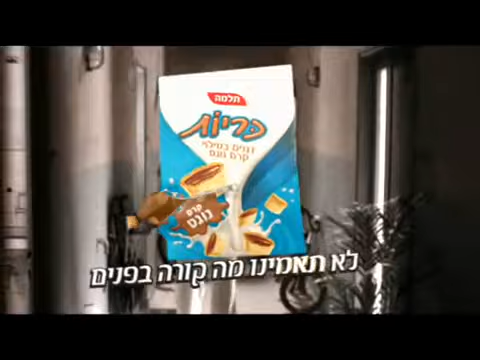 תלמה
כריות
דגנים במילוי
קרם נוגט
קרם
נוגט
לא תאמינו מה קורה בפנים